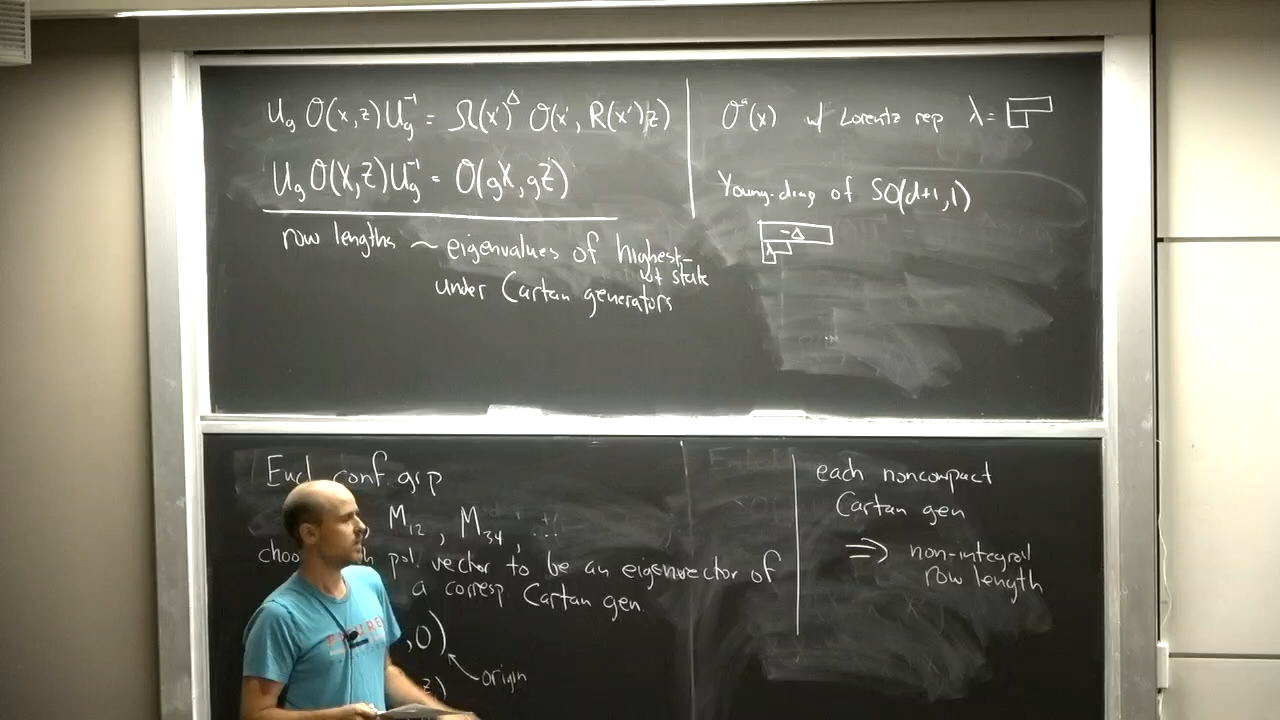 U_g O(x,z) U_g^{-1} = Ω(x')^Δ O(x', R(x')z)
U_g O(X,Z) U_g^{-1} = O(gX, gZ)
row lengths ~ eigenvalues of highest-
wt state
under Cartan generators
O^a(x) w/ Lorentz rep λ =
Young-diag of SO(d+1,1)
-Δ
λ
Eucl conf grp
M_12, M_34, ...
choo
pol. vector to be an eigenvector of
a corresp Cartan gen.
,0)
origin
z)
each noncompact
Cartan gen
⇒ non-integral
row length